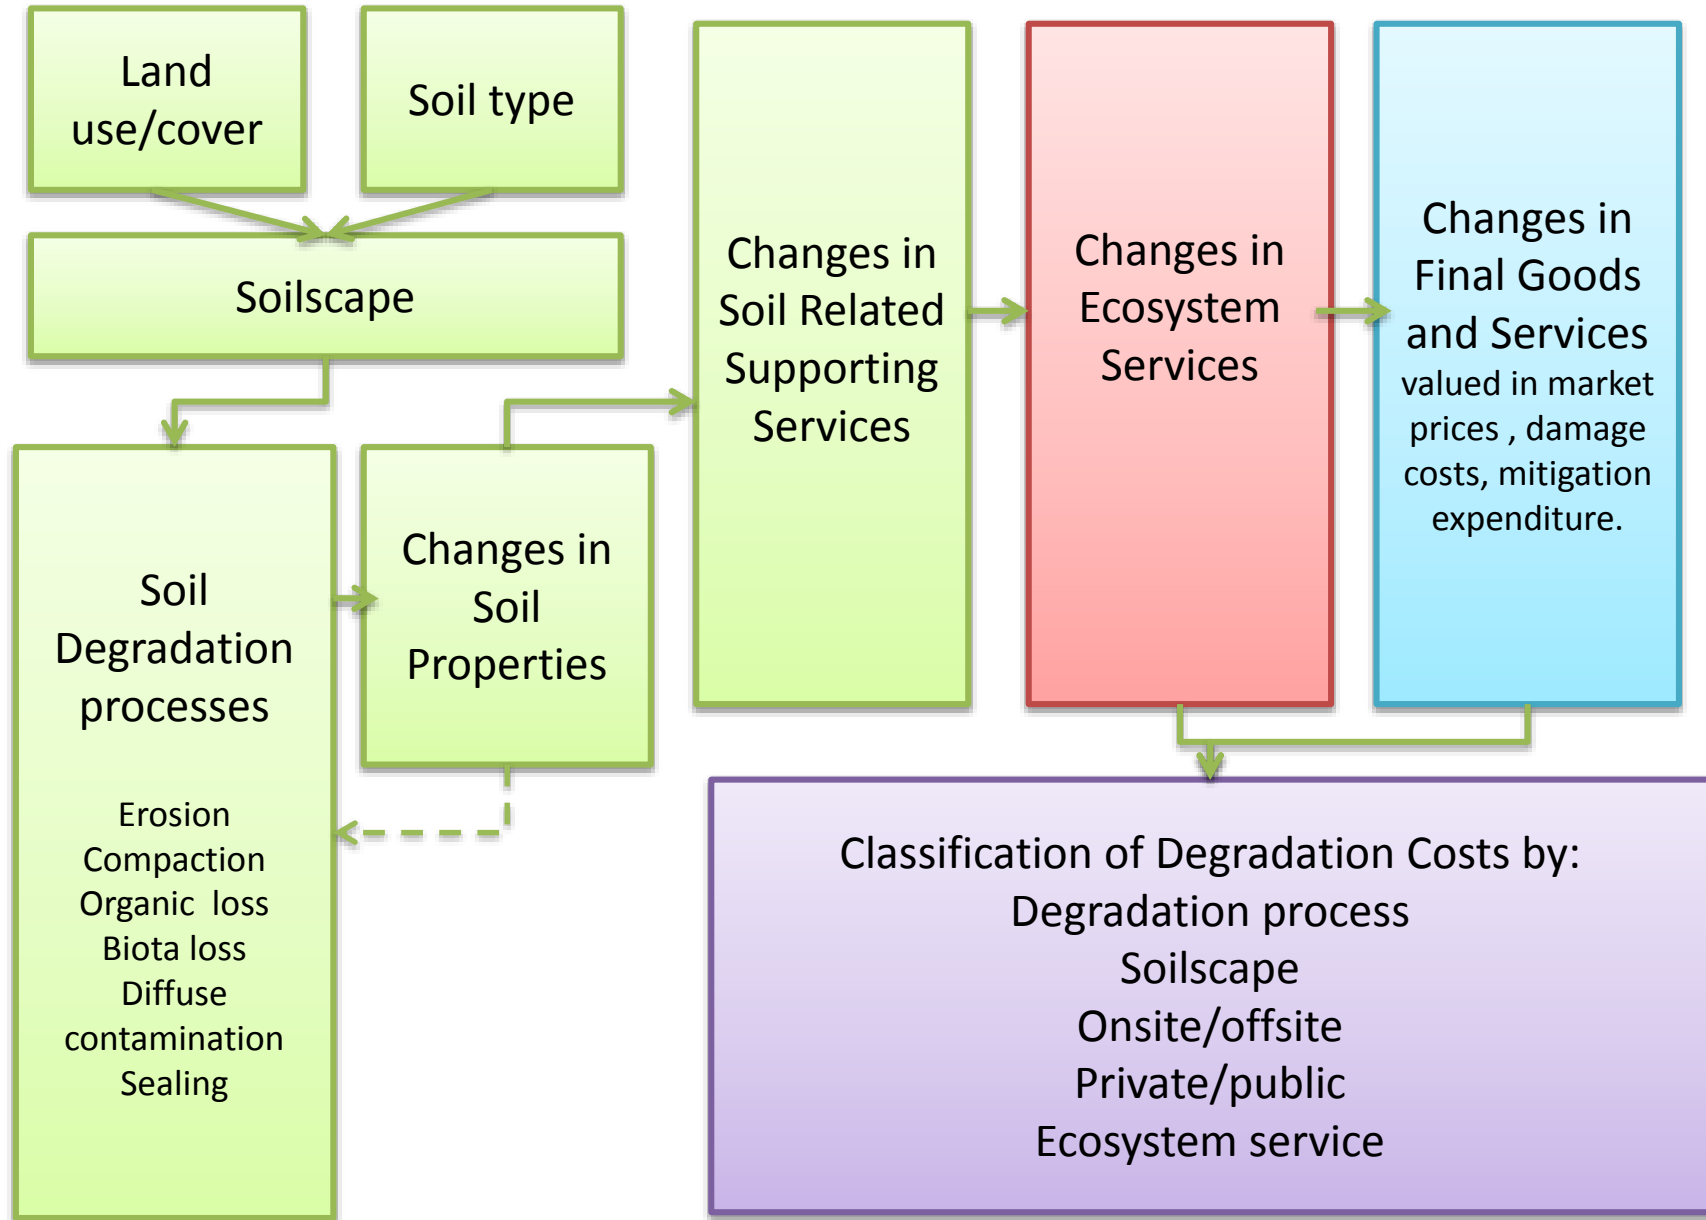 Land
use/cover
Soil type
Soilscape
Soil
Degradation
processes
Erosion
Compaction
Organic  loss
Biota loss
Diffuse
contamination
Sealing
Changes in
Soil
Properties
Changes in
Soil Related
Supporting
Services
Changes in
Ecosystem
Services
Changes in
Final Goods
and Services
valued in market
prices , damage
costs, mitigation
expenditure.
Classification of Degradation Costs by:
Degradation process
Soilscape
Onsite/offsite
Private/public
Ecosystem service